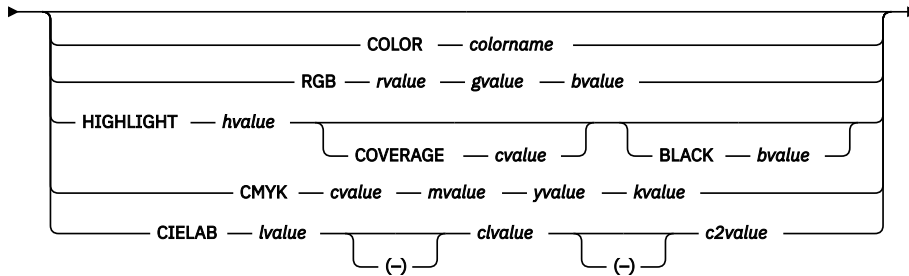 COLOR colorname
RGB rvalue gvalue bvalue
HIGHLIGHT hvalue
COVERAGE cvalue BLACK bvalue
CMYK cvalue mvalue yvalue kvalue
CIELAB lvalue clvalue c2value
(–) (–)